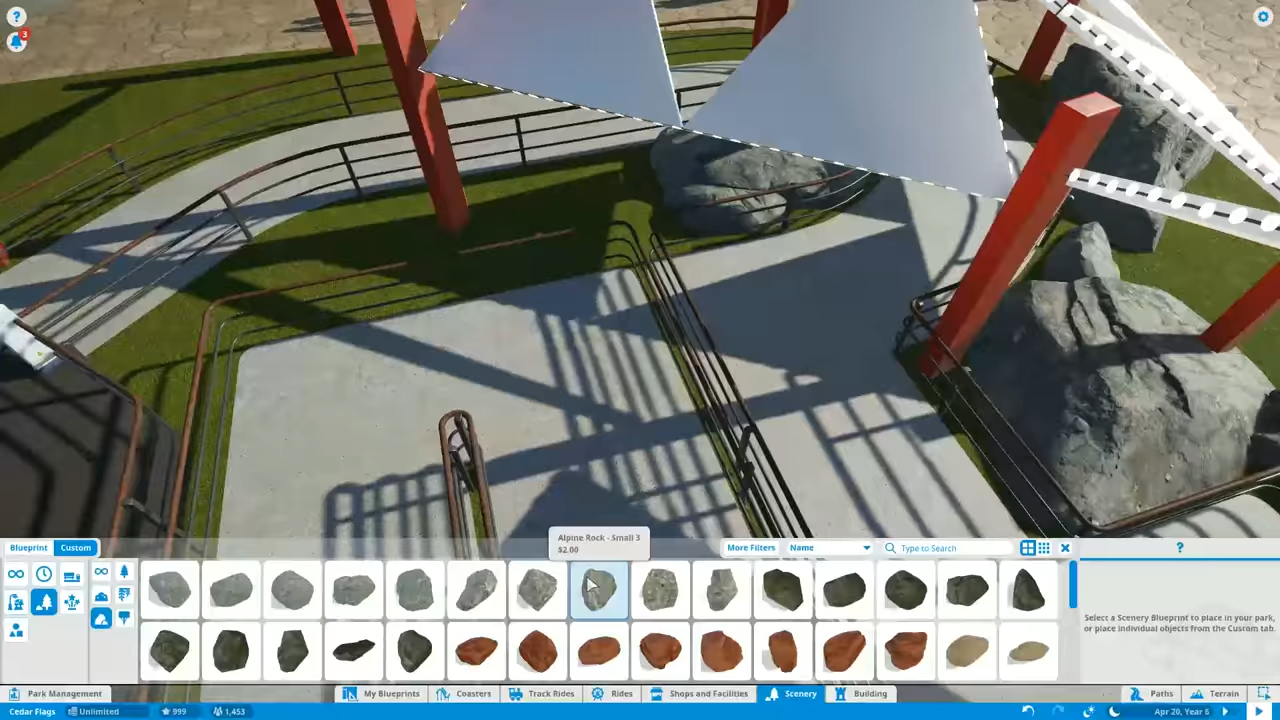 ?
3
Alpine Rock - Small 3
$2.00
Blueprint
Custom
More Filters
Name
Type to Search
?
Select a Scenery Blueprint to place in your park,
or place individual objects from the Custom tab.
Park Management
My Blueprints
Coasters
Track Rides
Rides
Shops and Facilities
Scenery
Building
Paths
Terrain
Cedar Flags
Unlimited
999
1,453
Apr 20, Year 6